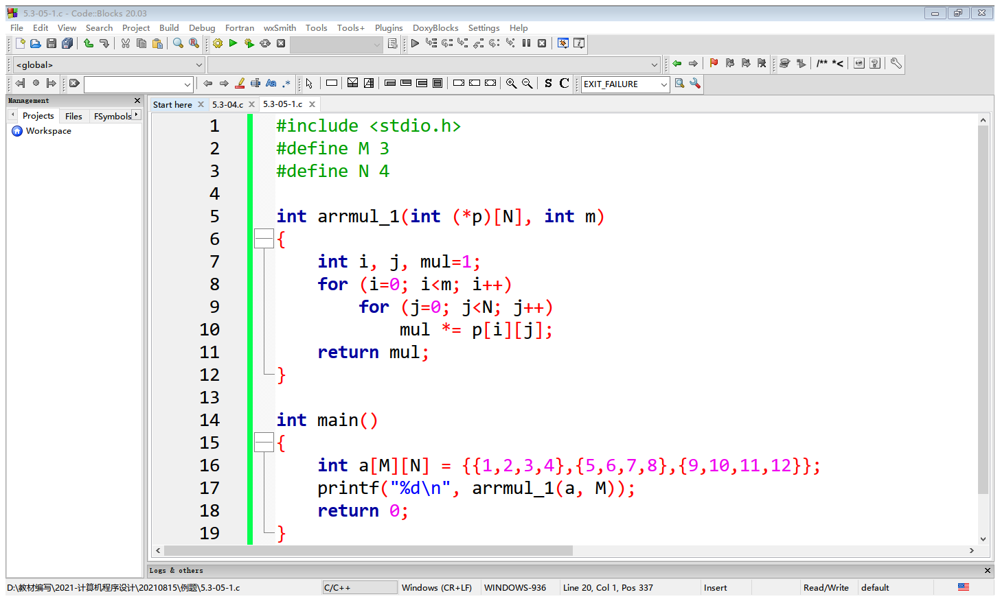 5.3-05-1.c - Code::Blocks 20.03
File Edit View Search Project Build Debug Fortran wxSmith Tools Tools+ Plugins DoxyBlocks Settings Help
<global>
/** *<
S C EXIT_FAILURE
Management
Projects Files FSymbols
Workspace
Start here 5.3-04.c 5.3-05-1.c
1 #include <stdio.h>
2 #define M 3
3 #define N 4
4
5 int arrmul_1(int (*p)[N], int m)
6 {
7 int i, j, mul=1;
8 for (i=0; i<m; i++)
9 for (j=0; j<N; j++)
10 mul *= p[i][j];
11 return mul;
12 }
13
14 int main()
15 {
16 int a[M][N] = {{1,2,3,4},{5,6,7,8},{9,10,11,12}};
17 printf("%d\n", arrmul_1(a, M));
18 return 0;
19 }
Logs & others
D:\教材编写\2021-计算机程序设计\20210815\例题\5.3-05-1.c C/C++ Windows (CR+LF) WINDOWS-936 Line 20, Col 1, Pos 337 Insert Read/Write default